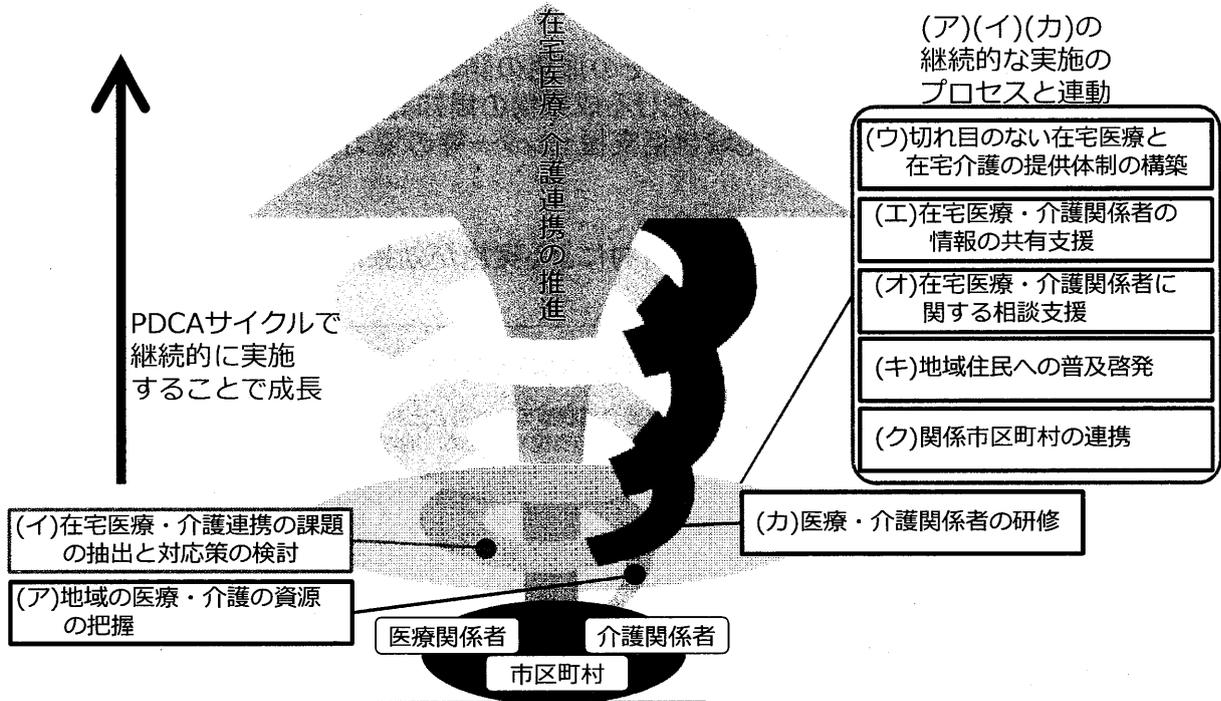 在宅医療・介護連携の推進
(ア)(イ)(カ)の
継続的な実施の
プロセスと連動
(ウ)切れ目のない在宅医療と
在宅介護の提供体制の構築
(エ)在宅医療・介護関係者の
情報の共有支援
(オ)在宅医療・介護関係者に
関する相談支援
(キ)地域住民への普及啓発
(ク)関係市区町村の連携
PDCAサイクルで
継続的に実施
することで成長
(イ)在宅医療・介護連携の課題
の抽出と対応策の検討
(カ)医療・介護関係者の研修
(ア)地域の医療・介護の資源
の把握
医療関係者
介護関係者
市区町村